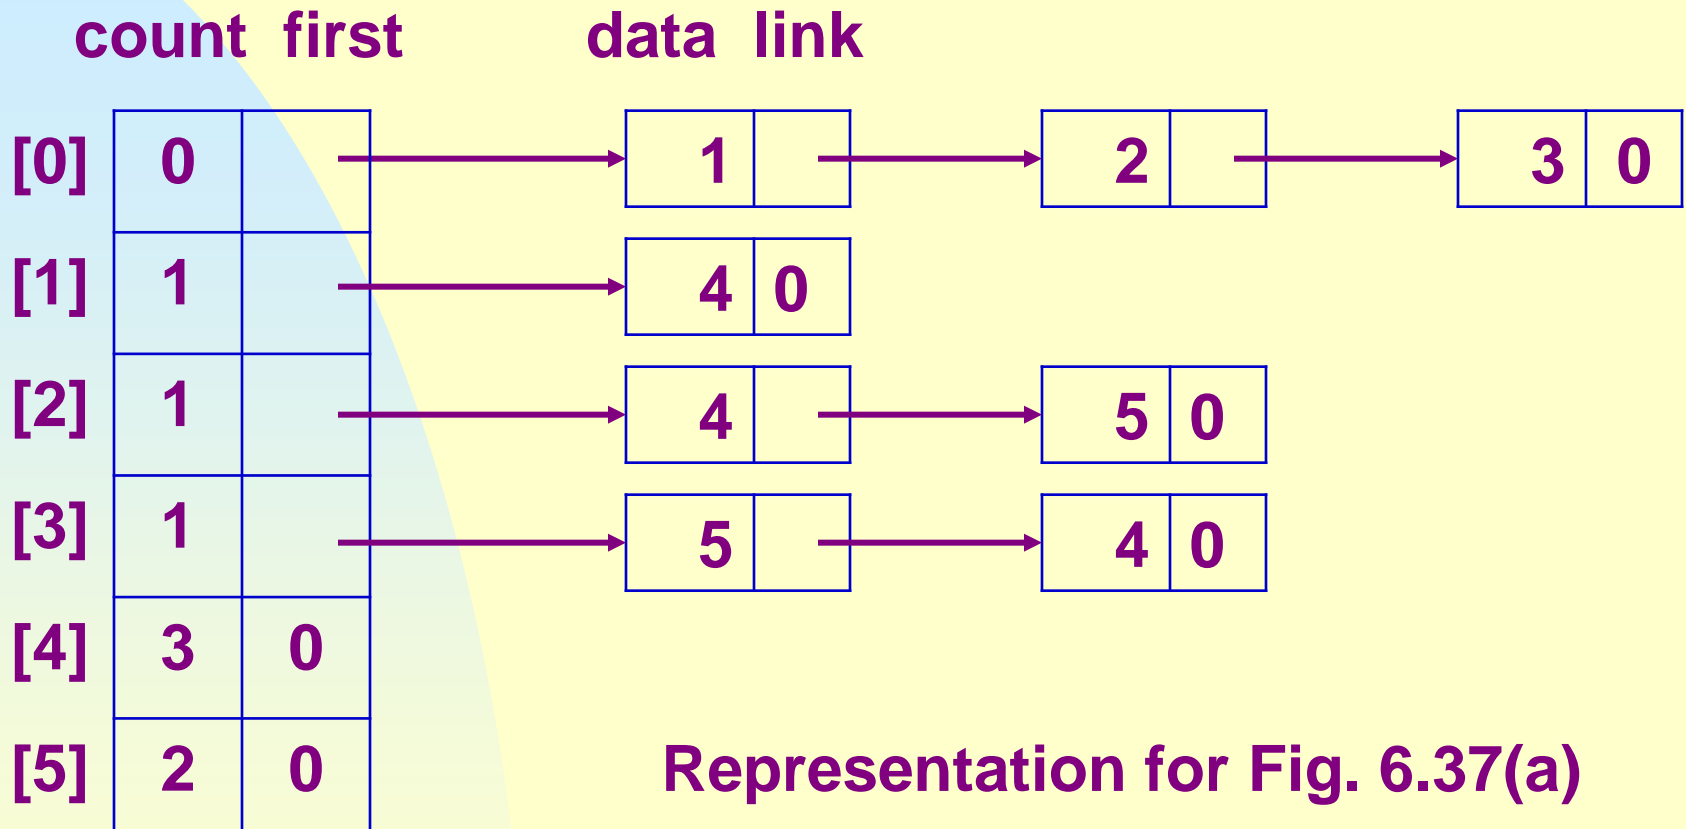 count first data link
[0] 0 1 2 3 0
[1] 1 4 0
[2] 1 4 5 0
[3] 1 5 4 0
[4] 3 0
[5] 2 0 Representation for Fig. 6.37(a)